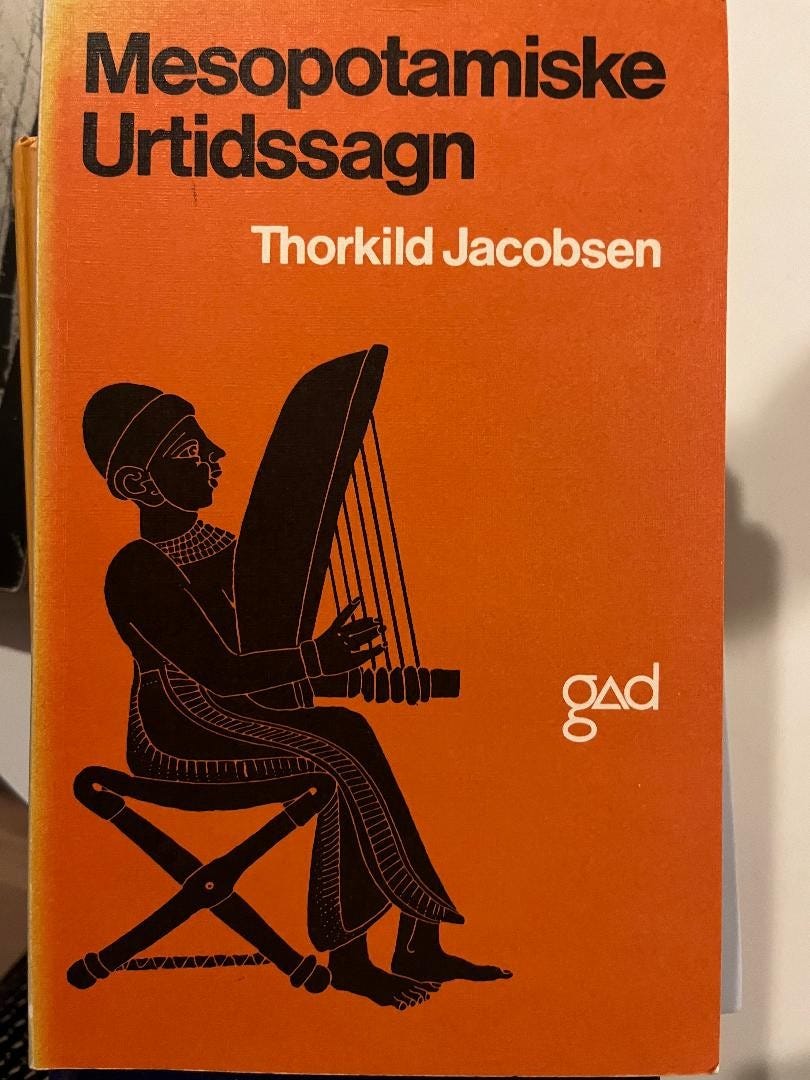 Mesopotamiske
Urtidssagn
Thorkild Jacobsen
gad